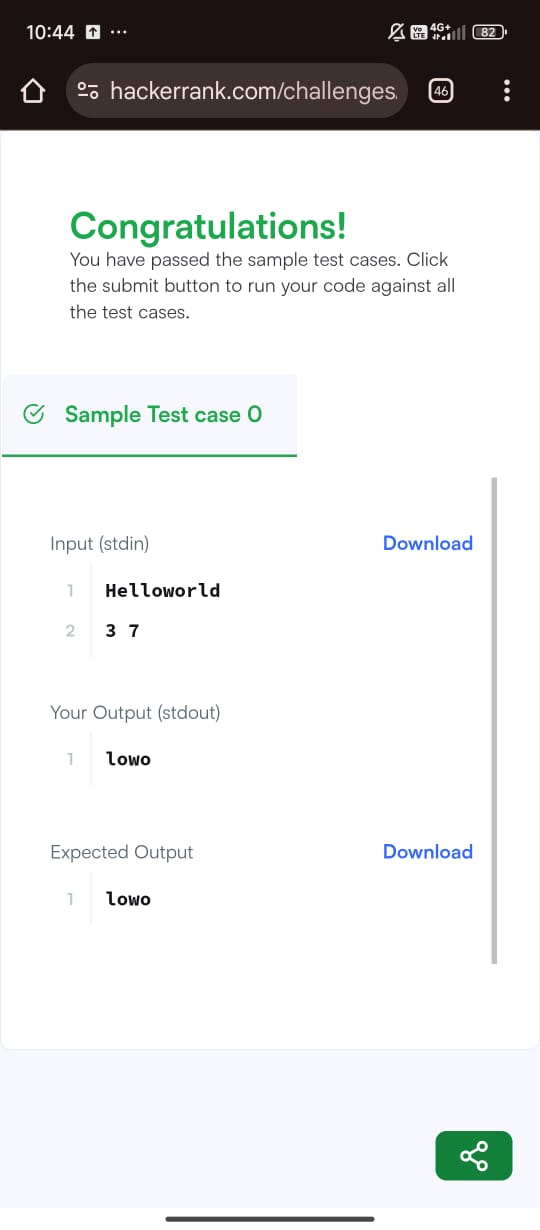 10:44
Vo LTE 4G+ 82
hackerrank.com/challenges
46
Congratulations!
You have passed the sample test cases. Click
the submit button to run your code against all
the test cases.
Sample Test case 0
Input (stdin) Download
1 Helloworld
2 3 7
Your Output (stdout)
1 lowo
Expected Output Download
1 lowo